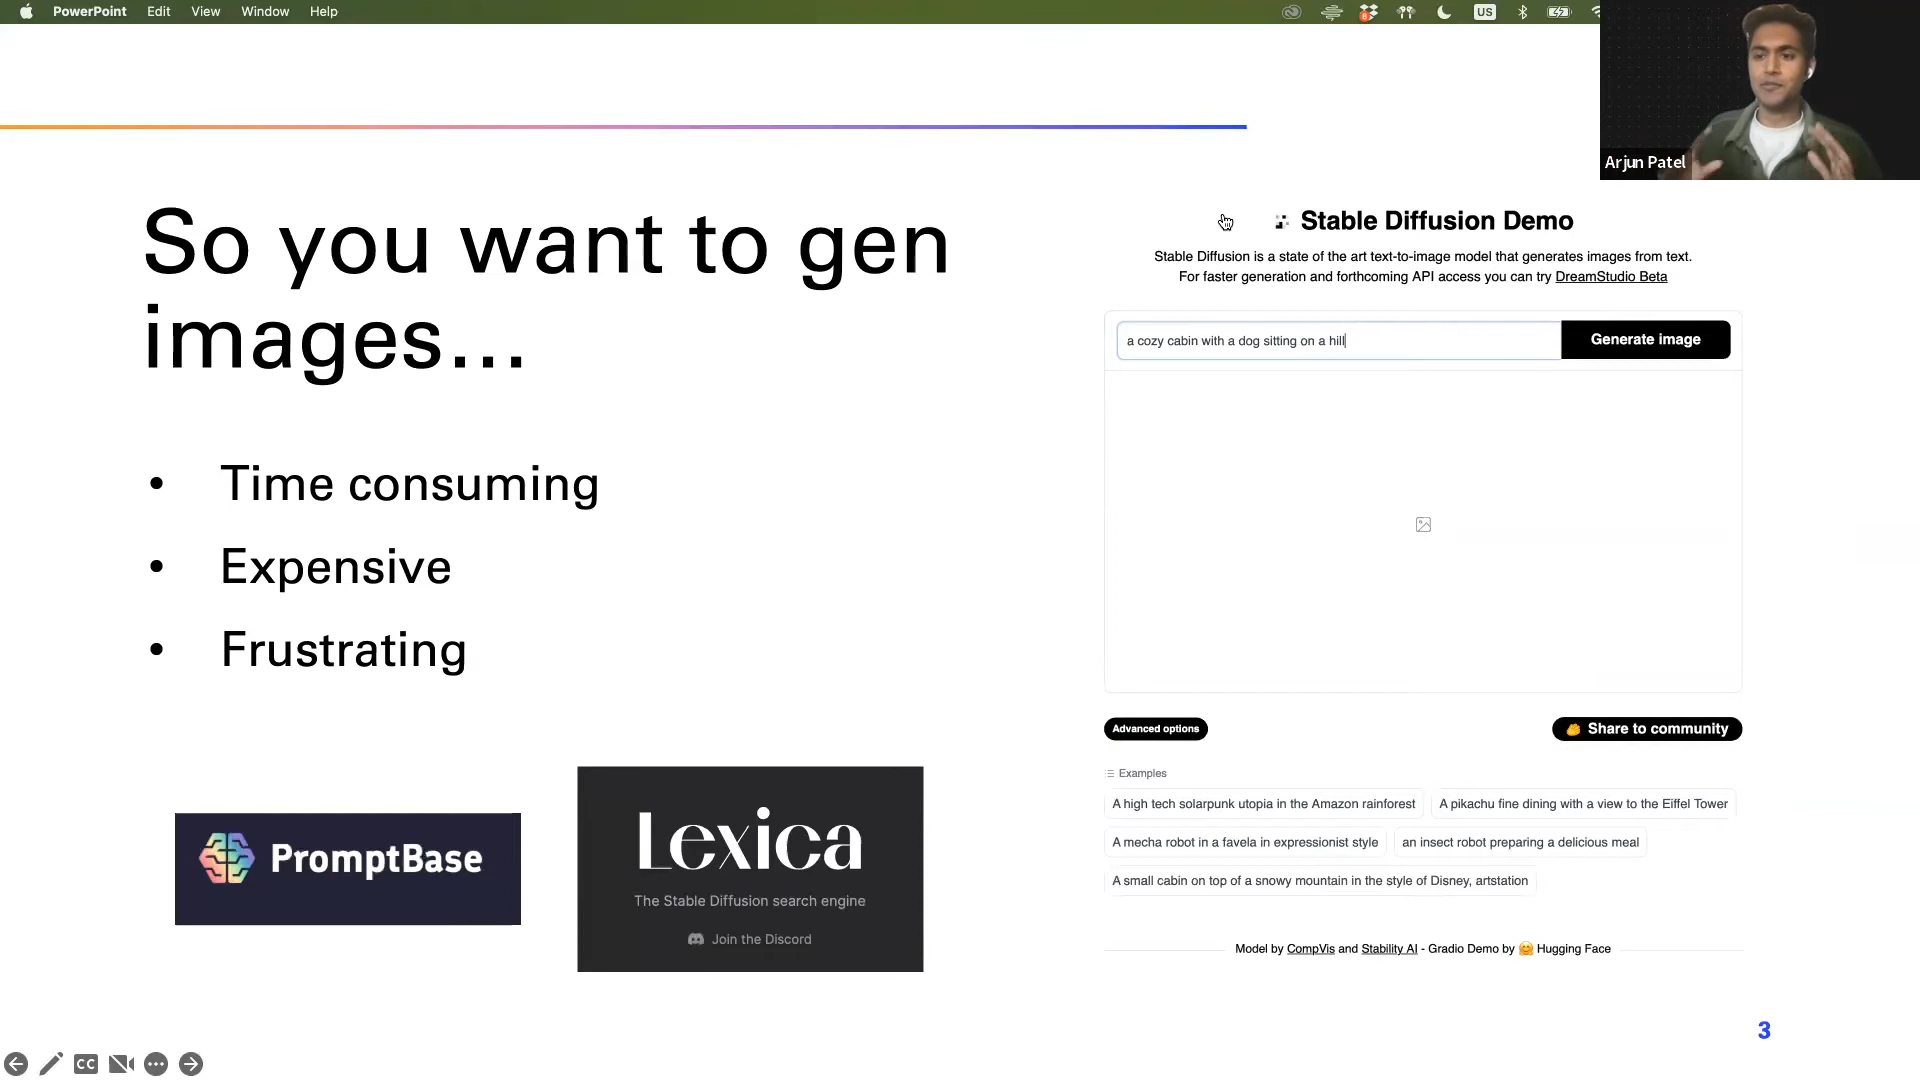 PowerPoint Edit View Window Help
US
Arjun Patel
So you want to gen
images...
• Time consuming
• Expensive
• Frustrating
PromptBase
Lexica
The Stable Diffusion search engine
Join the Discord
Stable Diffusion Demo
Stable Diffusion is a state of the art text-to-image model that generates images from text.
For faster generation and forthcoming API access you can try DreamStudio Beta
a cozy cabin with a dog sitting on a hill
Generate image
Advanced options
Share to community
Examples
A high tech solarpunk utopia in the Amazon rainforest
A pikachu fine dining with a view to the Eiffel Tower
A mecha robot in a favela in expressionist style
an insect robot preparing a delicious meal
A small cabin on top of a snowy mountain in the style of Disney, artstation
Model by CompVis and Stability AI - Gradio Demo by 🤗 Hugging Face
3
CC